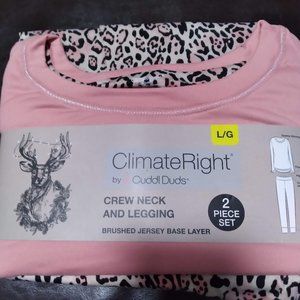 L/G
ClimateRight®
by Cuddl Duds®
CREW NECK
AND LEGGING
BRUSHED JERSEY BASE LAYER
2
PIECE
SET